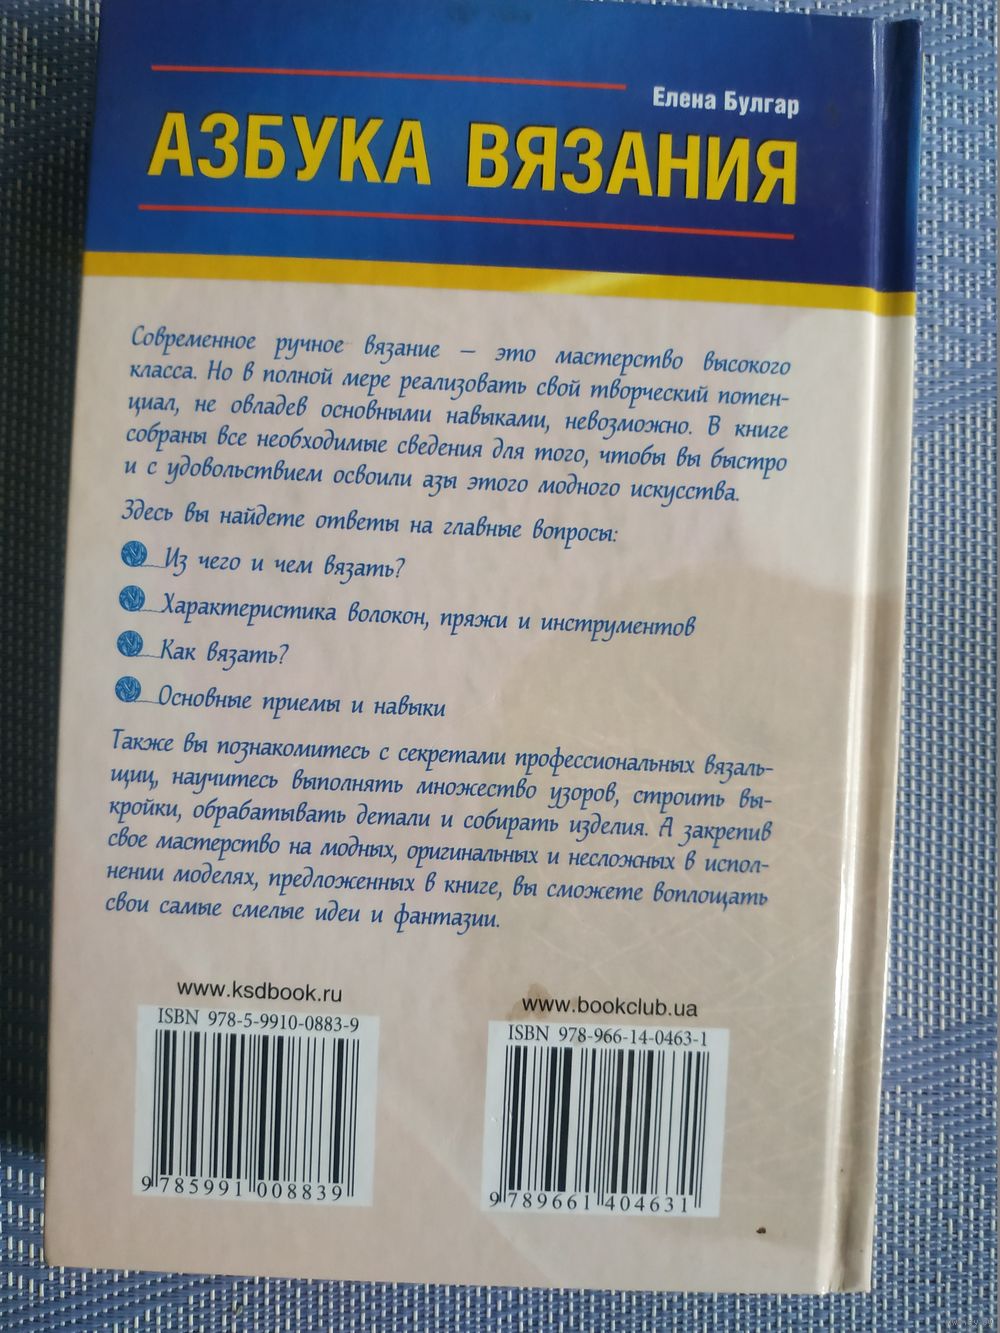 Елена Булгар
АЗБУКА ВЯЗАНИЯ
Современное ручное вязание – это мастерство высокого
класса. Но в полной мере реализовать свой творческий потен-
циал, не овладев основными навыками, невозможно. В книге
собраны все необходимые сведения для того, чтобы вы быстро
и с удовольствием освоили азы этого модного искусства.
Здесь вы найдете ответы на главные вопросы:
Из чего и чем вязать?
Характеристика волокон, пряжи и инструментов
Как вязать?
Основные приемы и навыки
Также вы познакомитесь с секретами профессиональных вязаль-
щиц, научитесь выполнять множество узоров, строить вы-
кройки, обрабатывать детали и собирать изделия. А закрепив
свое мастерство на модных, оригинальных и несложных в испол-
нении моделях, предложенных в книге, вы сможете воплощать
свои самые смелые идеи и фантазии.
www.ksdbook.ru
ISBN 978-5-9910-0883-9
9 785991 008839
www.bookclub.ua
ISBN 978-966-14-0463-1
9 789661 404631